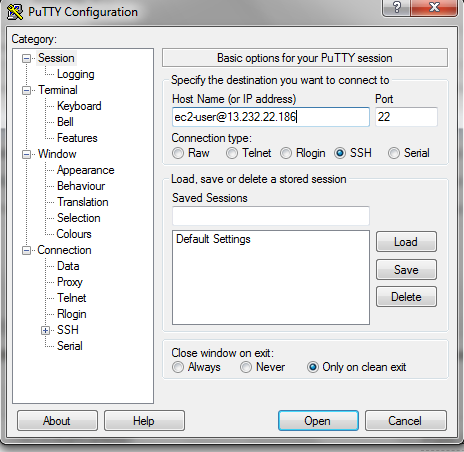 PuTTY Configuration
Category:
Session
Logging
Terminal
Keyboard
Bell
Features
Window
Appearance
Behaviour
Translation
Selection
Colours
Connection
Data
Proxy
Telnet
Rlogin
SSH
Serial
Basic options for your PuTTY session
Specify the destination you want to connect to
Host Name (or IP address) Port
ec2-user@13.232.22.186 22
Connection type:
Raw Telnet Rlogin SSH Serial
Load, save or delete a stored session
Saved Sessions
Default Settings
Load
Save
Delete
Close window on exit:
Always Never Only on clean exit
About Help Open Cancel